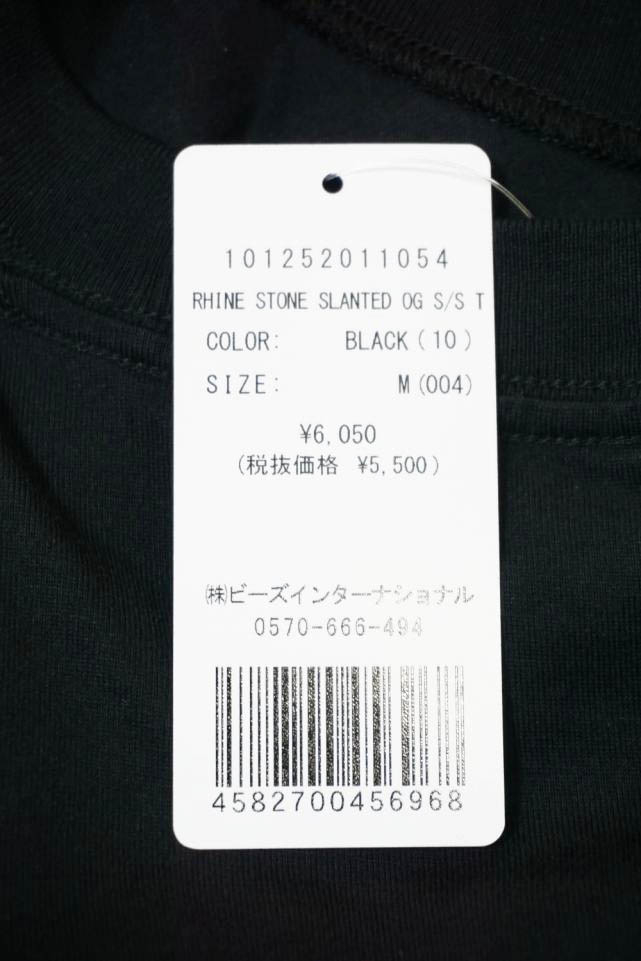 101252011054
RHINE STONE SLANTED OG S/S T
COLOR: BLACK(10)
SIZE: M(004)
¥6,050
(税抜価格 ¥5,500)
㈱ビーズインターナショナル
0570-666-494
4582700456968